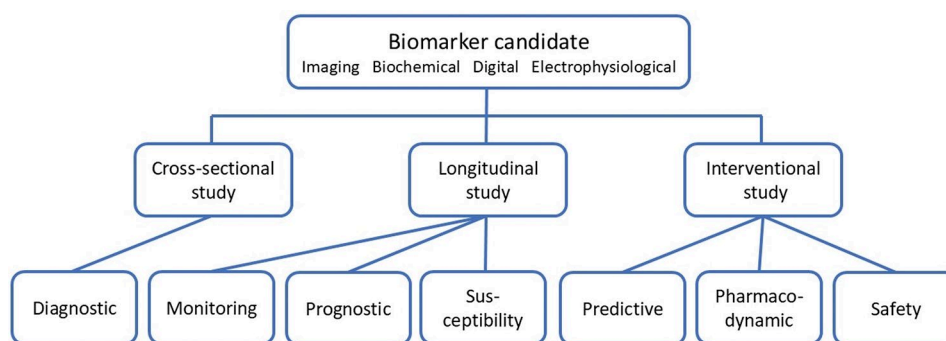 Biomarker candidate
Imaging Biochemical Digital Electrophysiological
Cross-sectional
study
Longitudinal
study
Interventional
study
Diagnostic
Monitoring
Prognostic
Sus-
ceptibility
Predictive
Pharmaco-
dynamic
Safety